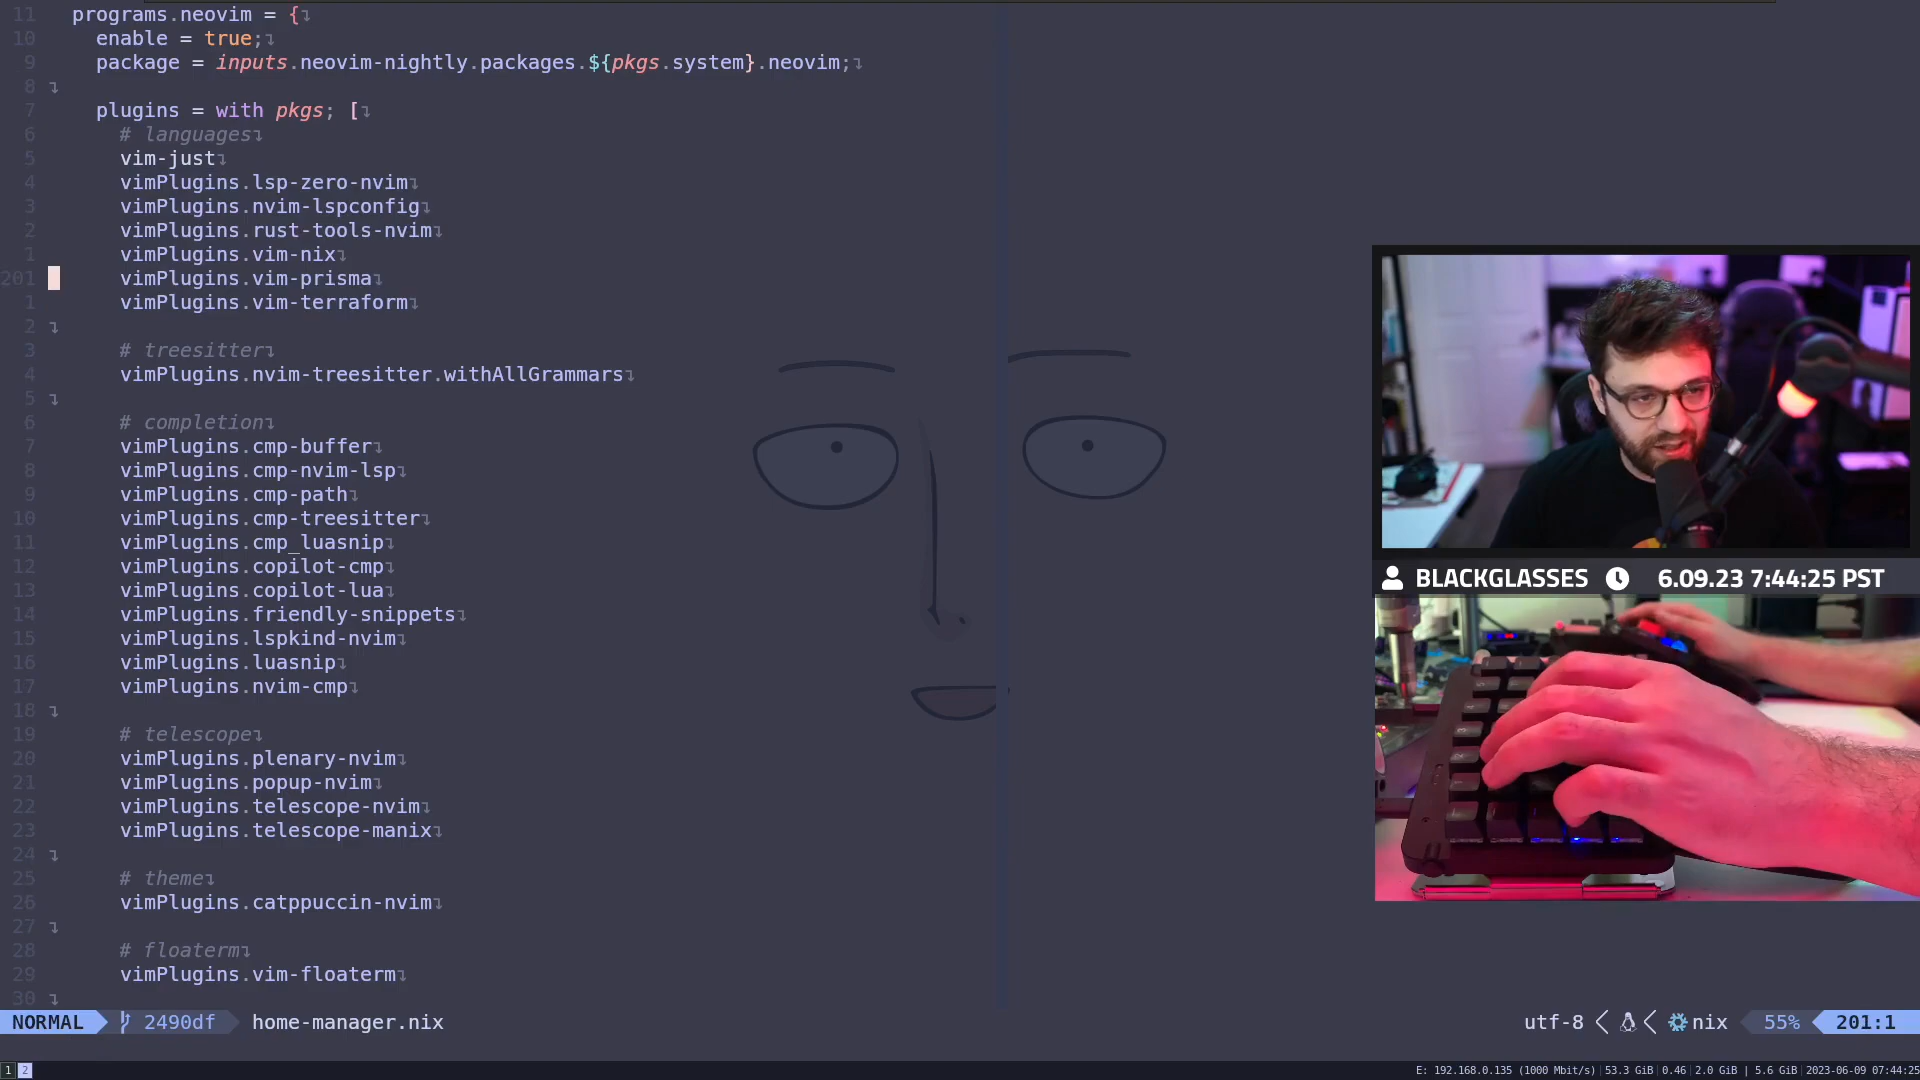 11 programs.neovim = {
10 enable = true;
9 package = inputs.neovim-nightly.packages.${pkgs.system}.neovim;
8
7 plugins = with pkgs; [
6 # languages
5 vim-just
4 vimPlugins.lsp-zero-nvim
3 vimPlugins.nvim-lspconfig
2 vimPlugins.rust-tools-nvim
1 vimPlugins.vim-nix
201 vimPlugins.vim-prisma
1 vimPlugins.vim-terraform
2
3 # treesitter
4 vimPlugins.nvim-treesitter.withAllGrammars
5
6 # completion
7 vimPlugins.cmp-buffer
8 vimPlugins.cmp-nvim-lsp
9 vimPlugins.cmp-path
10 vimPlugins.cmp-treesitter
11 vimPlugins.cmp_luasnip
12 vimPlugins.copilot-cmp
13 vimPlugins.copilot-lua
14 vimPlugins.friendly-snippets
15 vimPlugins.lspkind-nvim
16 vimPlugins.luasnip
17 vimPlugins.nvim-cmp
18
19 # telescope
20 vimPlugins.plenary-nvim
21 vimPlugins.popup-nvim
22 vimPlugins.telescope-nvim
23 vimPlugins.telescope-manix
24
25 # theme
26 vimPlugins.catppuccin-nvim
27
28 # floaterm
29 vimPlugins.vim-floaterm
30
BLACKGLASSES 6.09.23 7:44:25 PST
NORMAL 2490df home-manager.nix utf-8 nix 55% 201:1
1 2 E: 192.168.0.135 (1000 Mbit/s) | 53.3 GiB | 0.46 | 2.0 GiB | 5.6 GiB | 2023-06-09 07:44:25